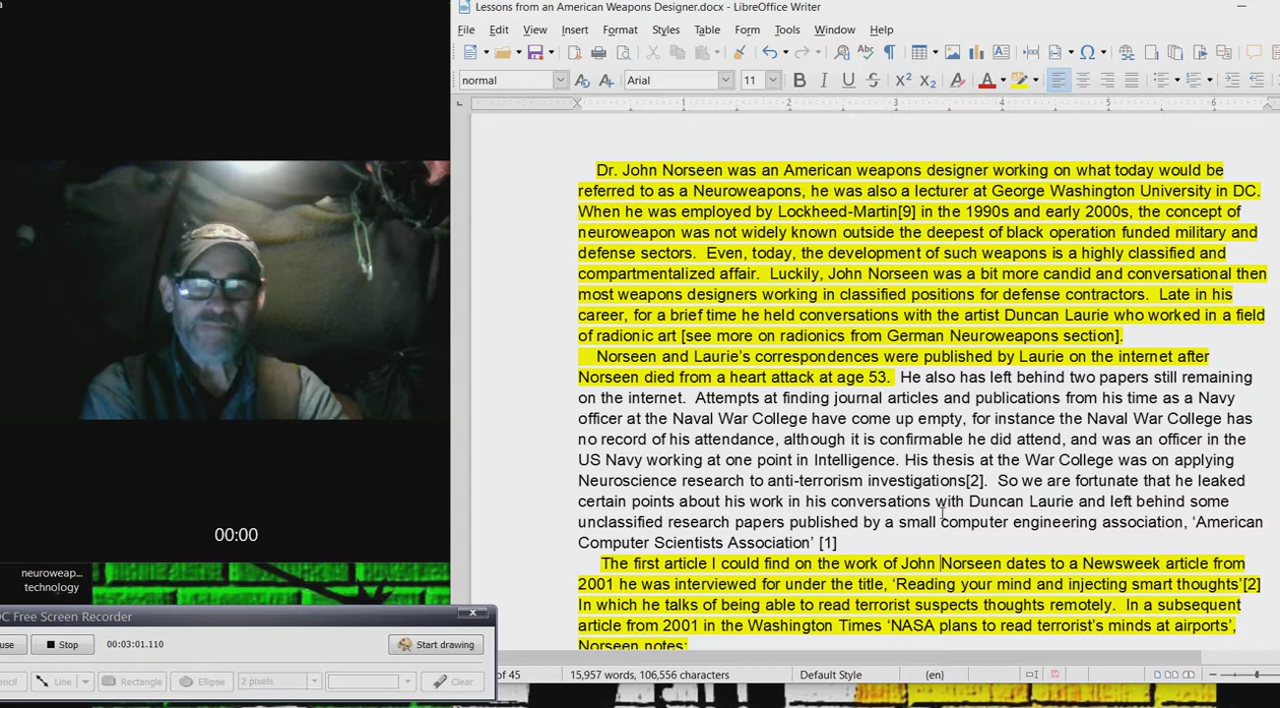 Lessons from an American Weapons Designer.docx - LibreOffice Writer
File Edit View Insert Format Styles Table Form Tools Window Help
normal Arial 11
1 2 3 4 5 6
Dr. John Norseen was an American weapons designer working on what today would be
referred to as a Neuroweapons, he was also a lecturer at George Washington University in DC.
When he was employed by Lockheed-Martin[9] in the 1990s and early 2000s, the concept of
neuroweapon was not widely known outside the deepest of black operation funded military and
defense sectors.  Even, today, the development of such weapons is a highly classified and
compartmentalized affair.  Luckily, John Norseen was a bit more candid and conversational then
most weapons designers working in classified positions for defense contractors.  Late in his
career, for a brief time he held conversations with the artist Duncan Laurie who worked in a field
of radionic art [see more on radionics from German Neuroweapons section].
Norseen and Laurie's correspondences were published by Laurie on the internet after
Norseen died from a heart attack at age 53.  He also has left behind two papers still remaining
on the internet.  Attempts at finding journal articles and publications from his time as a Navy
officer at the Naval War College have come up empty, for instance the Naval War College has
no record of his attendance, although it is confirmable he did attend, and was an officer in the
US Navy working at one point in Intelligence. His thesis at the War College was on applying
Neuroscience research to anti-terrorism investigations[2].  So we are fortunate that he leaked
certain points about his work in his conversations with Duncan Laurie and left behind some
unclassified research papers published by a small computer engineering association, 'American
Computer Scientists Association' [1]
The first article I could find on the work of John Norseen dates to a Newsweek article from
2001 he was interviewed for under the title, 'Reading your mind and injecting smart thoughts'[2]
In which he talks of being able to read terrorist suspects thoughts remotely.  In a subsequent
article from 2001 in the Washington Times 'NASA plans to read terrorist's minds at airports',
Norseen notes:
of 45 15,957 words, 106,556 characters Default Style (en)
00:00
neuroweap...
technology
DC Free Screen Recorder
use Stop 00:03:01.110 Start drawing
encil Line Rectangle Ellipse 2 pixels Clear